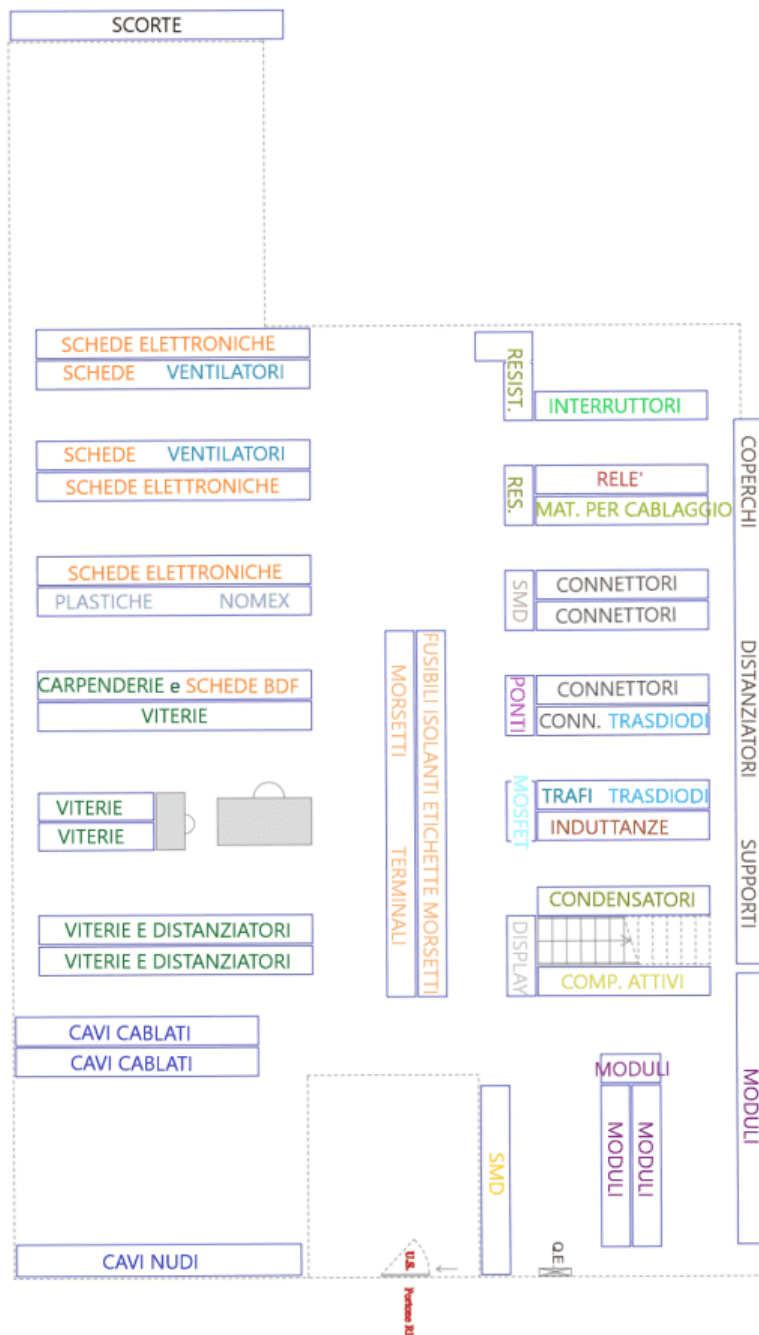 SCORTE
SCHEDE ELETTRONICHE
SCHEDE VENTILATORI
SCHEDE VENTILATORI
SCHEDE ELETTRONICHE
SCHEDE ELETTRONICHE
PLASTICHE NOMEX
CARPENDERIE e SCHEDE BDF
VITERIE
VITERIE
VITERIE
VITERIE E DISTANZIATORI
VITERIE E DISTANZIATORI
CAVI CABLATI
CAVI CABLATI
CAVI NUDI
MORSETTI TERMINALI
FUSIBILI ISOLANTI ETICHETTE MORSETTI
RESIST.
INTERRUTTORI
RES.
RELE'
MAT. PER CABLAGGIO
SMD
CONNETTORI
CONNETTORI
PONTI
CONNETTORI
CONN. TRASDIODI
MOSFET
TRAFI TRASDIODI
INDUTTANZE
CONDENSATORI
DISPLAY
COMP. ATTIVI
COPERCHI DISTANZIATORI SUPPORTI
MODULI
MODULI
MODULI
MODULI
SMD
Q.E.
U.S.
Portone Ri